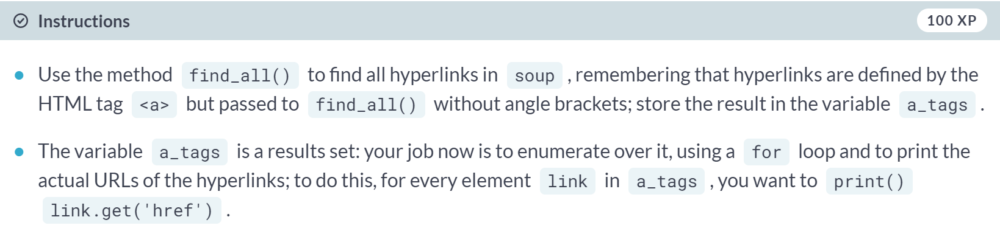 Instructions 100 XP
Use the method find_all() to find all hyperlinks in soup , remembering that hyperlinks are defined by the
HTML tag <a> but passed to find_all() without angle brackets; store the result in the variable a_tags .
The variable a_tags is a results set: your job now is to enumerate over it, using a for loop and to print the
actual URLs of the hyperlinks; to do this, for every element link in a_tags , you want to print()
link.get('href') .